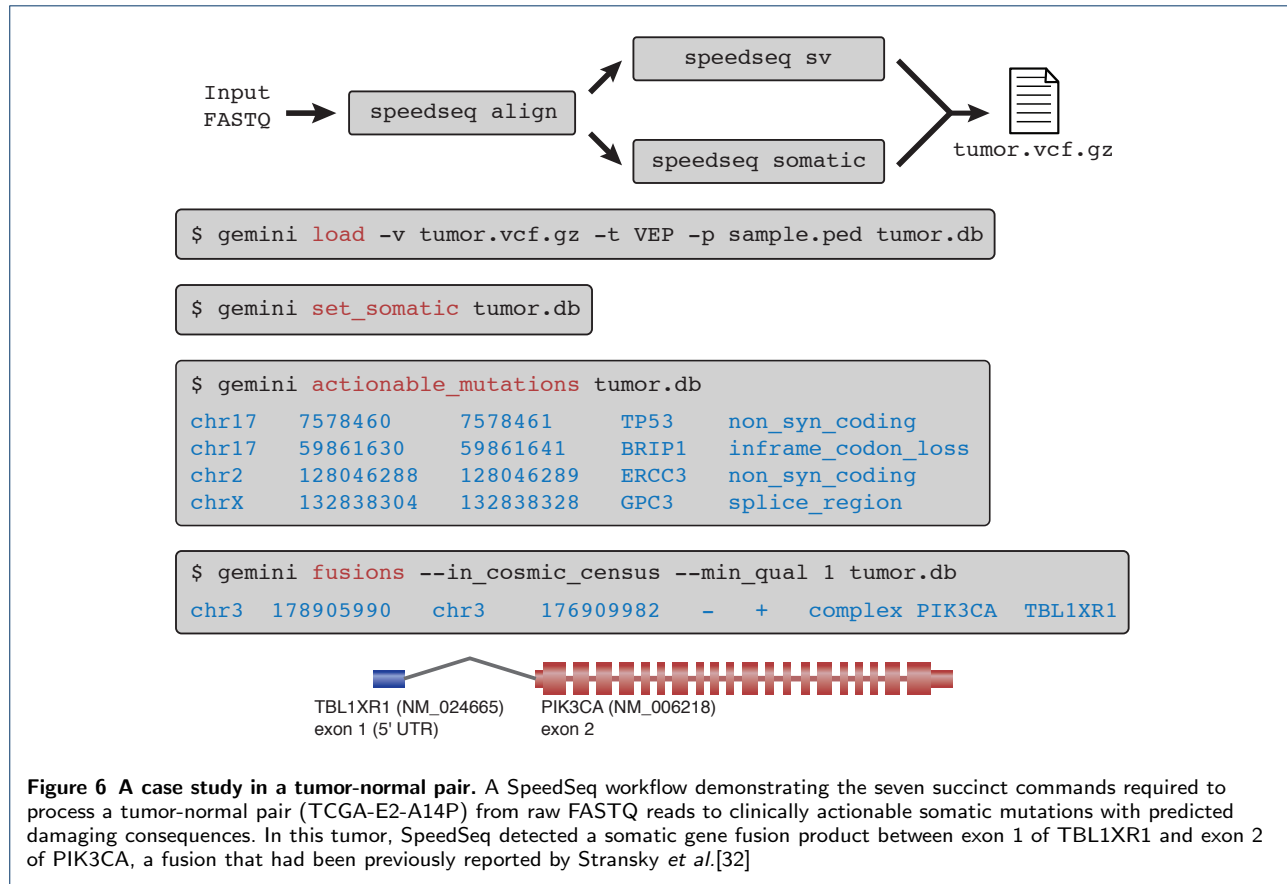 speedseq sv
Input
FASTQ
speedseq align
speedseq somatic
tumor.vcf.gz
$ gemini load -v tumor.vcf.gz -t VEP -p sample.ped tumor.db
$ gemini set_somatic tumor.db
$ gemini actionable_mutations tumor.db
chr17 7578460 7578461 TP53 non_syn_coding
chr17 59861630 59861641 BRIP1 inframe_codon_loss
chr2 128046288 128046289 ERCC3 non_syn_coding
chrX 132838304 132838328 GPC3 splice_region
$ gemini fusions --in_cosmic_census --min_qual 1 tumor.db
chr3 178905990 chr3 176909982 - + complex PIK3CA TBL1XR1
TBL1XR1 (NM_024665) PIK3CA (NM_006218)
exon 1 (5' UTR) exon 2
Figure 6 A case study in a tumor-normal pair. A SpeedSeq workflow demonstrating the seven succinct commands required to
process a tumor-normal pair (TCGA-E2-A14P) from raw FASTQ reads to clinically actionable somatic mutations with predicted
damaging consequences. In this tumor, SpeedSeq detected a somatic gene fusion product between exon 1 of TBL1XR1 and exon 2
of PIK3CA, a fusion that had been previously reported by Stransky et al.[32]